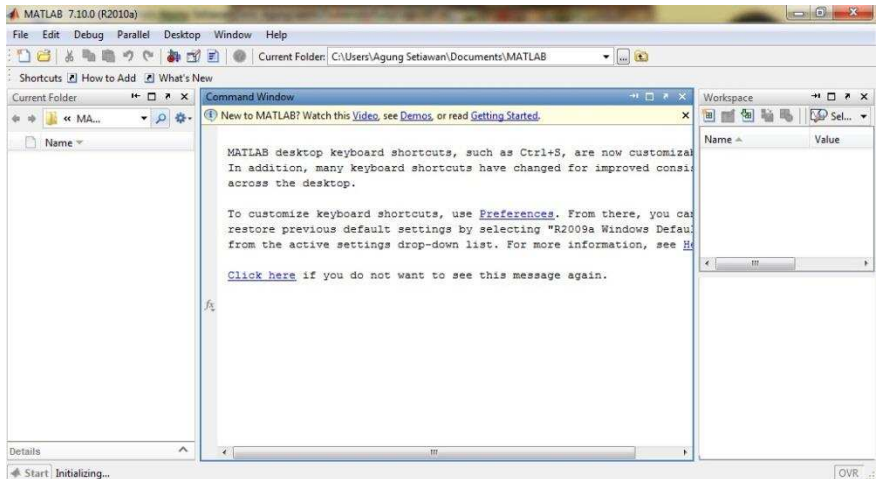 MATLAB 7.10.0 (R2010a)
File Edit Debug Parallel Desktop Window Help
Current Folder: C:\Users\Agung Setiawan\Documents\MATLAB
Shortcuts How to Add What's New
Current Folder
« MA...
Name
Details
Command Window
New to MATLAB? Watch this Video, see Demos, or read Getting Started.
MATLAB desktop keyboard shortcuts, such as Ctrl+S, are now customizab
In addition, many keyboard shortcuts have changed for improved consis
across the desktop.
To customize keyboard shortcuts, use Preferences. From there, you can
restore previous default settings by selecting "R2009a Windows Defaul
from the active settings drop-down list. For more information, see He
Click here if you do not want to see this message again.
fx
Workspace
Sel...
Name Value
Start Initializing...
OVR